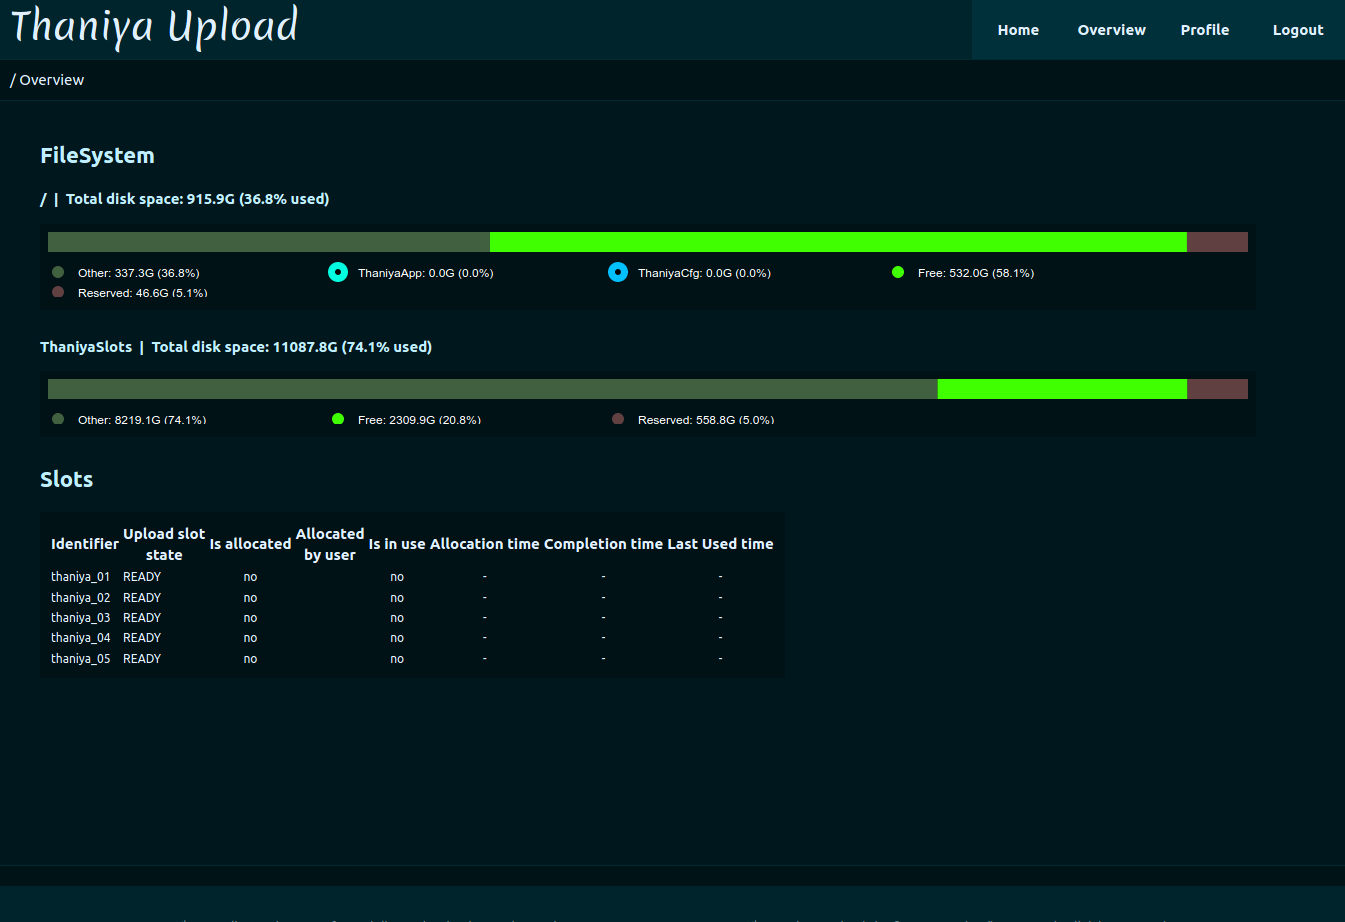 Thaniya Upload
Home Overview Profile Logout
/ Overview
FileSystem
/ | Total disk space: 915.9G (36.8% used)
Other: 337.3G (36.8%) ThaniyaApp: 0.0G (0.0%) ThaniyaCfg: 0.0G (0.0%) Free: 532.0G (58.1%)
Reserved: 46.6G (5.1%)
ThaniyaSlots | Total disk space: 11087.8G (74.1% used)
Other: 8219.1G (74.1%) Free: 2309.9G (20.8%) Reserved: 558.8G (5.0%)
Slots
Identifier Upload slot state Is allocated Allocated by user Is in use Allocation time Completion time Last Used time
thaniya_01 READY no no - - -
thaniya_02 READY no no - - -
thaniya_03 READY no no - - -
thaniya_04 READY no no - - -
thaniya_05 READY no no - - -